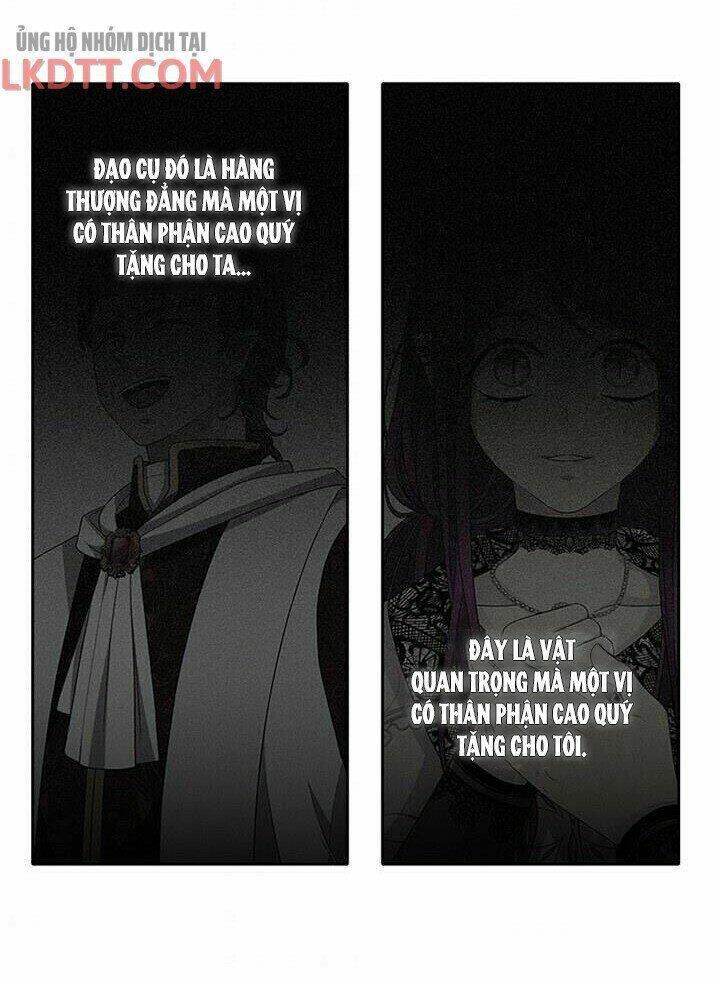 ỦNG HỘ NHÓM DỊCH TẠI
LKDTT.COM
ĐẠO CỤ ĐÓ LÀ HÀNG
THƯỢNG ĐẲNG MÀ MỘT VỊ
CÓ THÂN PHẬN CAO QUÝ
TẶNG CHO TA...
ĐÂY LÀ VẬT
QUAN TRỌNG MÀ MỘT VỊ
CÓ THÂN PHẬN CAO QUÝ
TẶNG CHO TÔI.